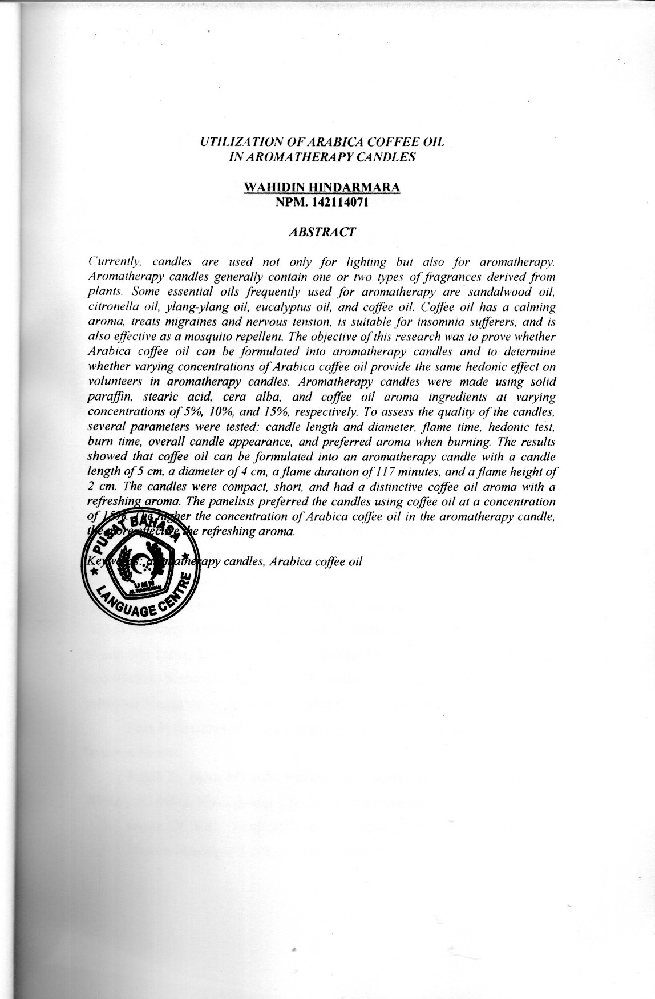 UTILIZATION OF ARABICA COFFEE OIL
IN AROMATHERAPY CANDLES
WAHIDIN HINDARMARA
NPM. 142114071
ABSTRACT
Currently, candles are used not only for lighting but also for aromatherapy.
Aromatherapy candles generally contain one or two types of fragrances derived from
plants. Some essential oils frequently used for aromatherapy are sandalwood oil,
citronella oil, ylang-ylang oil, eucalyptus oil, and coffee oil. Coffee oil has a calming
aroma, treats migraines and nervous tension, is suitable for insomnia sufferers, and is
also effective as a mosquito repellent. The objective of this research was to prove whether
Arabica coffee oil can be formulated into aromatherapy candles and to determine
whether varying concentrations of Arabica coffee oil provide the same hedonic effect on
volunteers in aromatherapy candles. Aromatherapy candles were made using solid
paraffin, stearic acid, cera alba, and coffee oil aroma ingredients at varying
concentrations of 5%, 10%, and 15%, respectively. To assess the quality of the candles,
several parameters were tested: candle length and diameter, flame time, hedonic test,
burn time, overall candle appearance, and preferred aroma when burning. The results
showed that coffee oil can be formulated into an aromatherapy candle with a candle
length of 5 cm, a diameter of 4 cm, a flame duration of 117 minutes, and a flame height of
2 cm. The candles were compact, short, and had a distinctive coffee oil aroma with a
refreshing aroma. The panelists preferred the candles using coffee oil at a concentration
of 15%. The higher the concentration of Arabica coffee oil in the aromatherapy candle,
the more effective the refreshing aroma.
Keywords: aromatherapy candles, Arabica coffee oil
PUSAT BAHASA
UMN
AL WASHLIYAH
LANGUAGE CENTRE